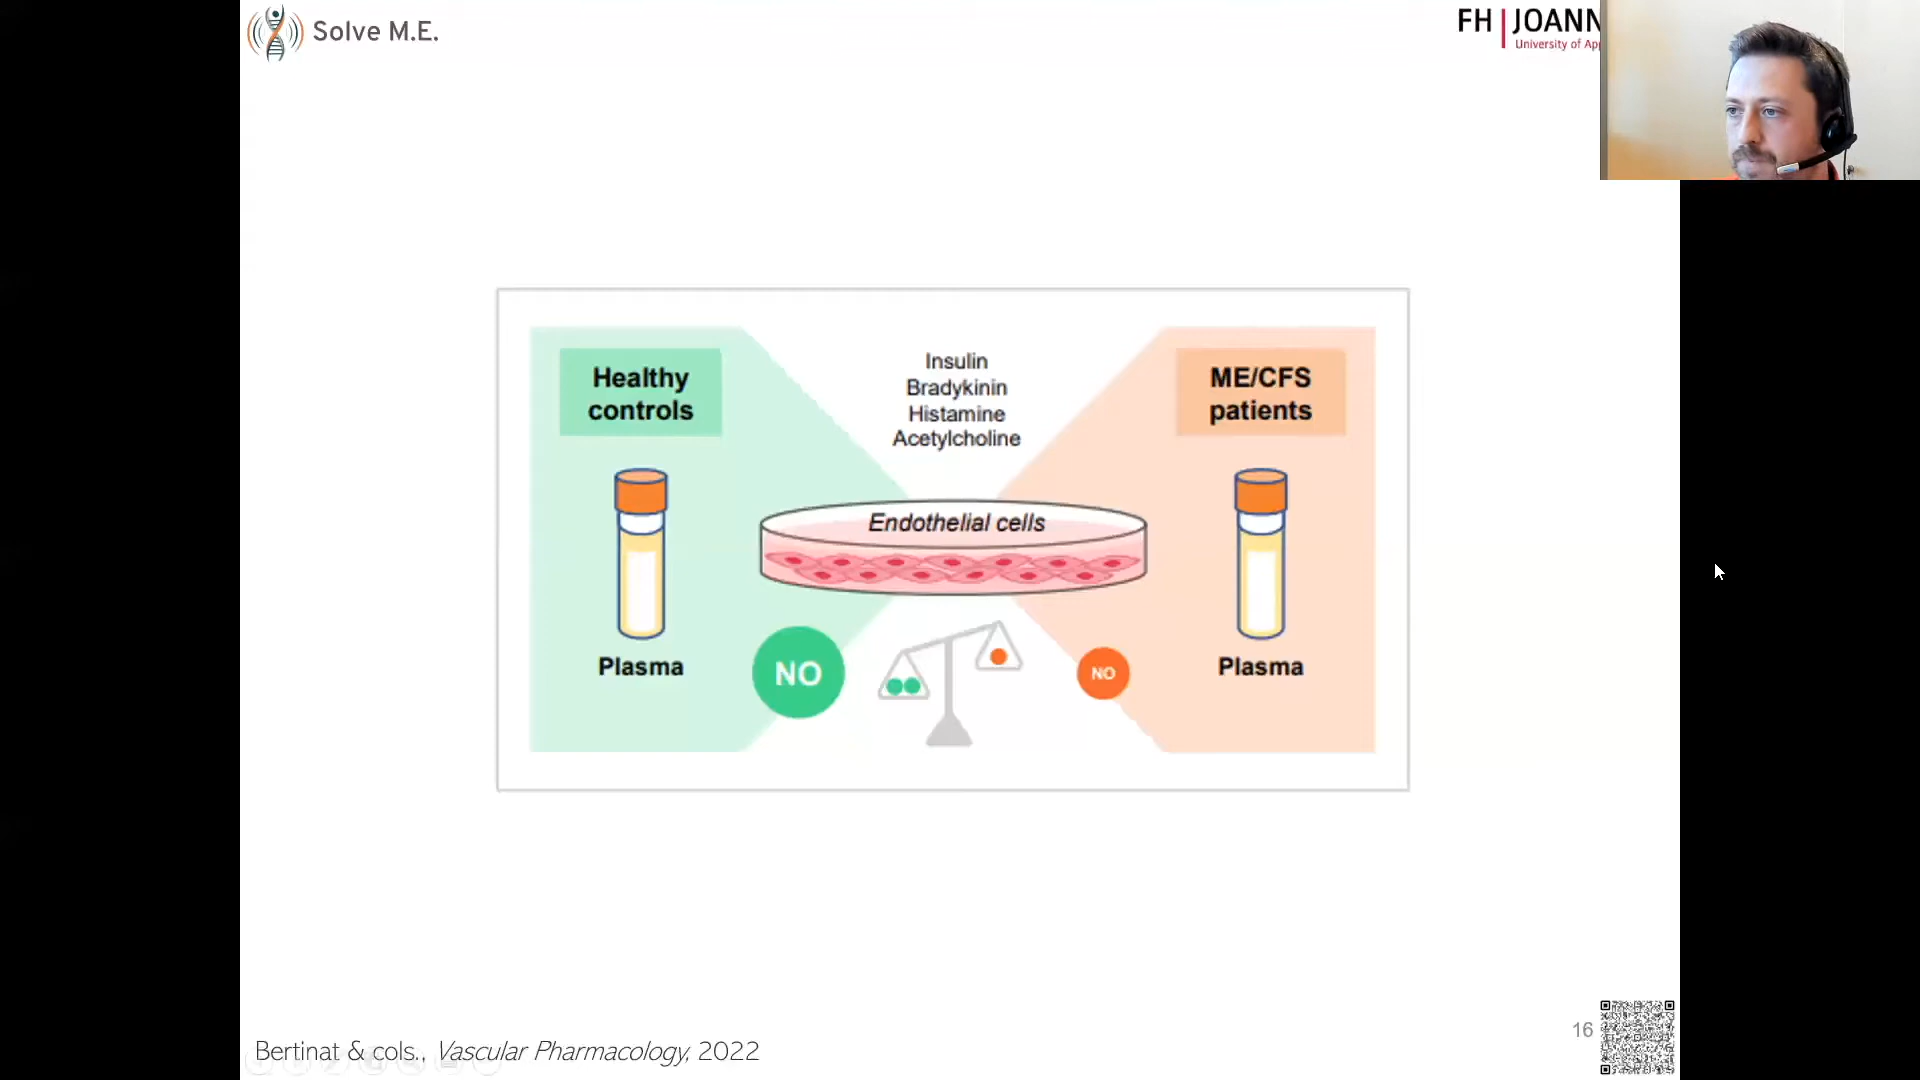 Solve M.E.
FH | JOANN
University of Ap
Healthy
controls
Insulin
Bradykinin
Histamine
Acetylcholine
ME/CFS
patients
Endothelial cells
Plasma
NO
NO
Plasma
16
Bertinat & cols., Vascular Pharmacology, 2022